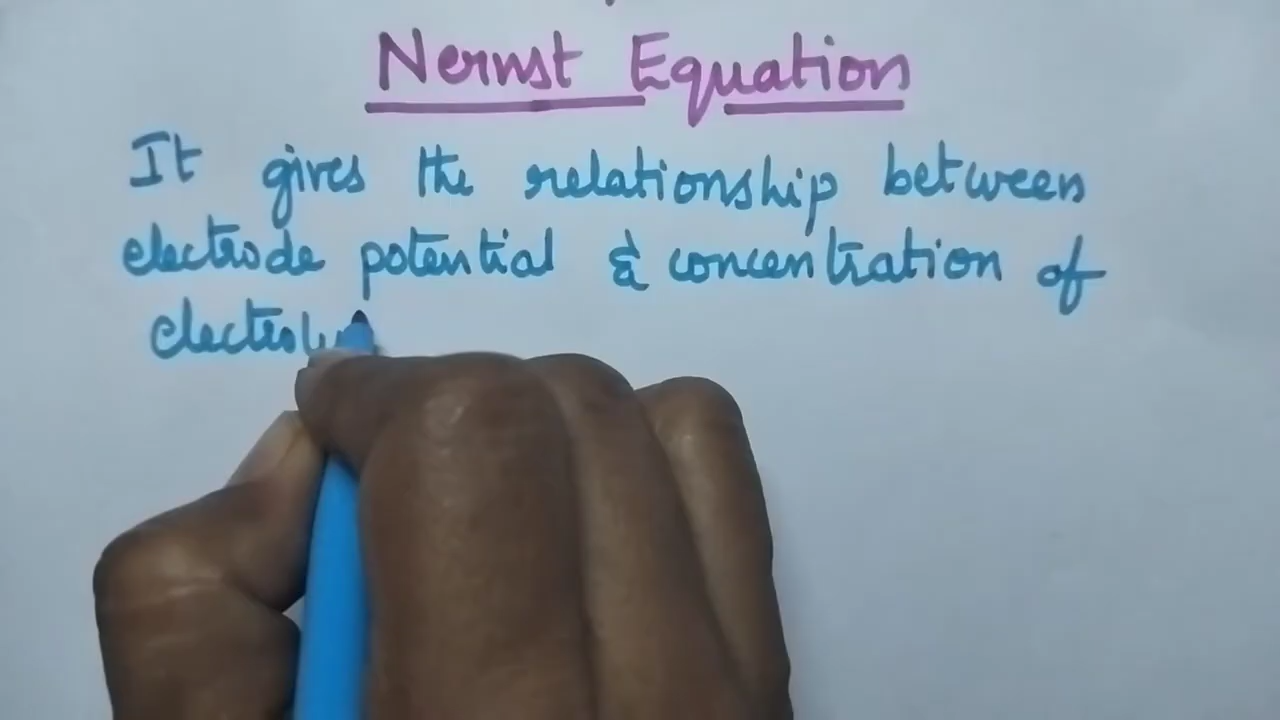 Nernst Equation
It gives the relationship between
electrode potential & concentration of